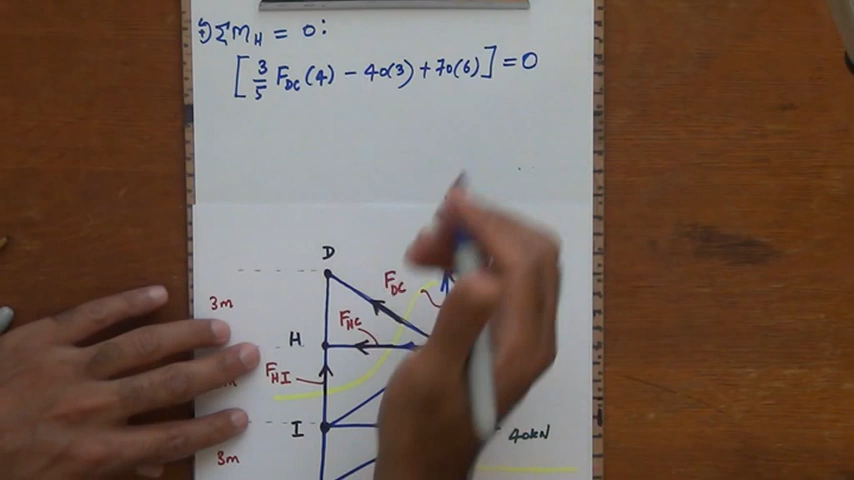 ΣM_H = 0:
[3/5 F_DC (4) - 40(3) + 70(6)] = 0
D
F_DC
3m
F_HC
H
F_HI
m
I
40kN
3m